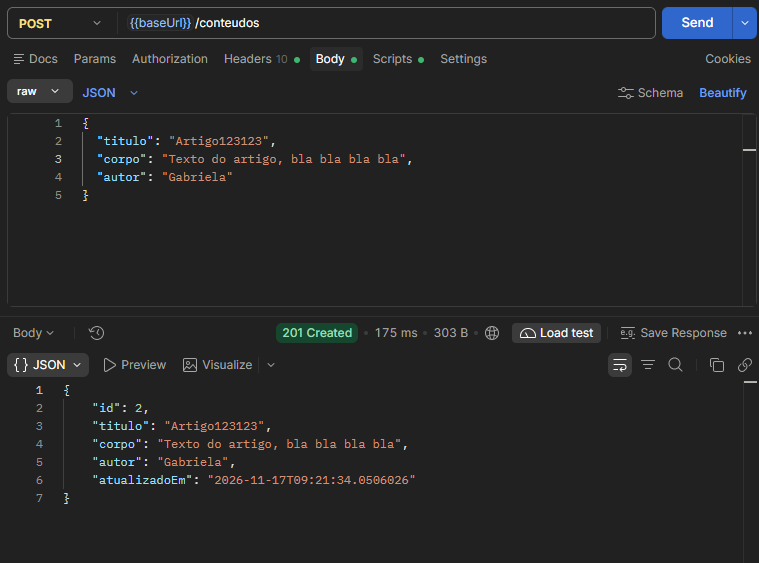 POST {{baseUrl}} /conteudos Send
Docs Params Authorization Headers 10 Body Scripts Settings Cookies
raw JSON Schema Beautify
1 {
2 "titulo": "Artigo123123",
3 "corpo": "Texto do artigo, bla bla bla bla",
4 "autor": "Gabriela"
5 }
Body 201 Created 175 ms 303 B Load test e.g. Save Response
{} JSON Preview Visualize
1 {
2 "id": 2,
3 "titulo": "Artigo123123",
4 "corpo": "Texto do artigo, bla bla bla bla",
5 "autor": "Gabriela",
6 "atualizadoEm": "2026-11-17T09:21:34.0506026"
7 }